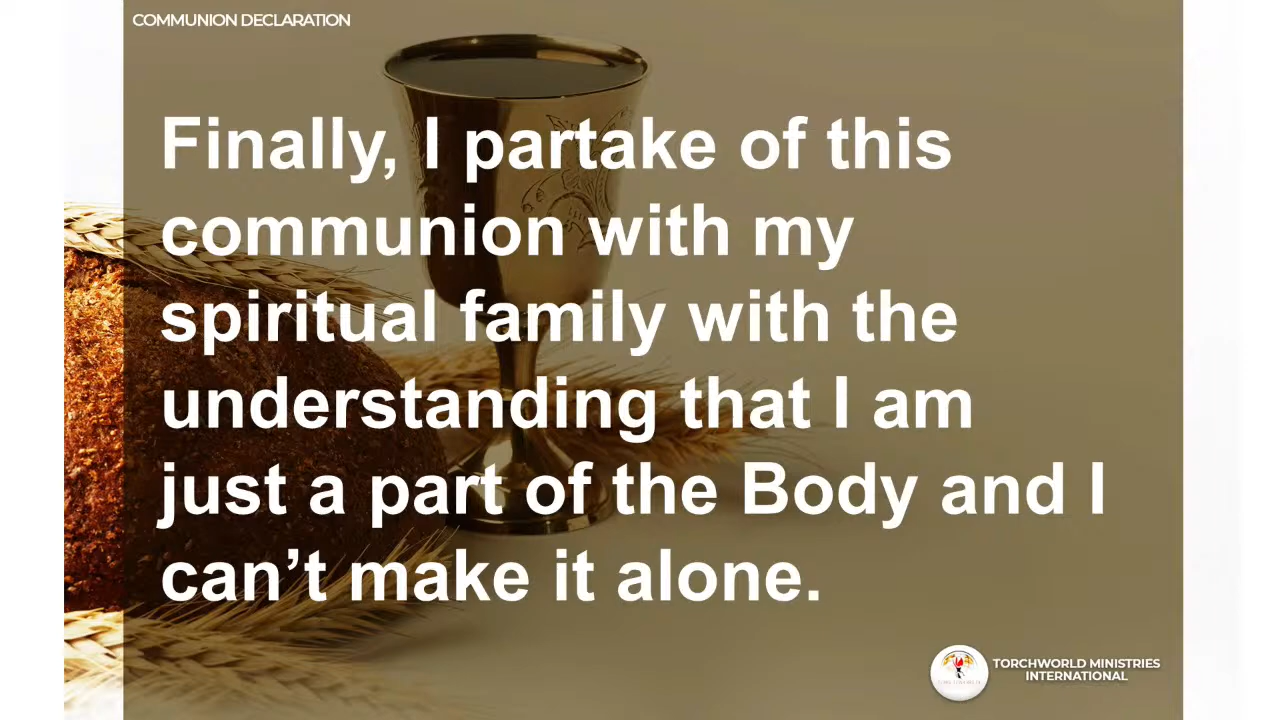 COMMUNION DECLARATION
Finally, I partake of this
communion with my
spiritual family with the
understanding that I am
just a part of the Body and I
can’t make it alone.
TORCHWORLD MINISTRIES
INTERNATIONAL